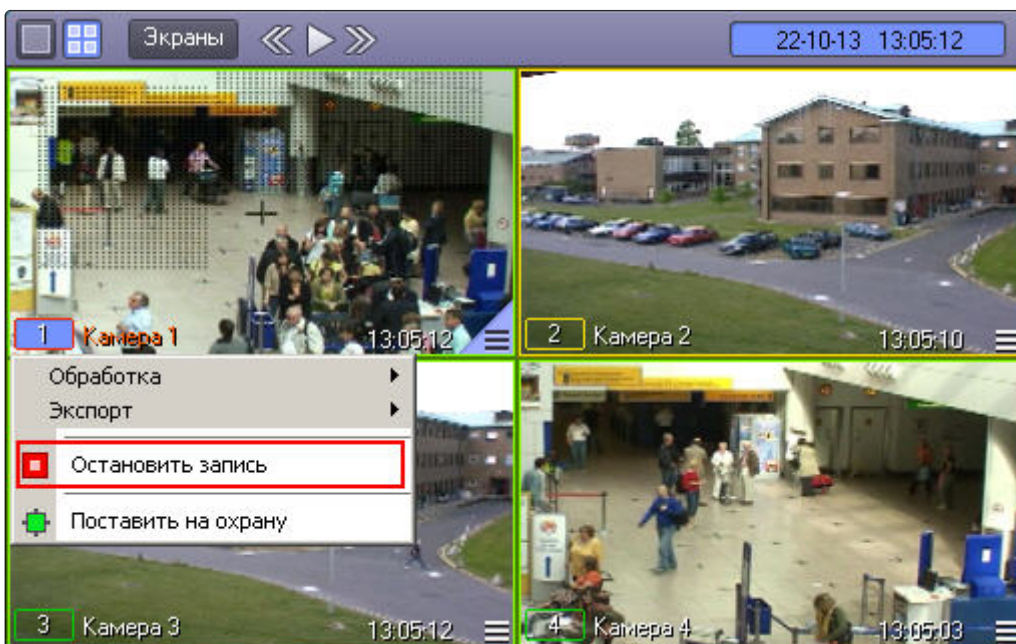 Экраны
22-10-13 13:05:12
1 Камера 1 13:05:12
2 Камера 2 13:05:10
Обработка
Экспорт
Остановить запись
Поставить на охрану
3 Камера 3 13:05:12
4 Камера 4 13:05:03